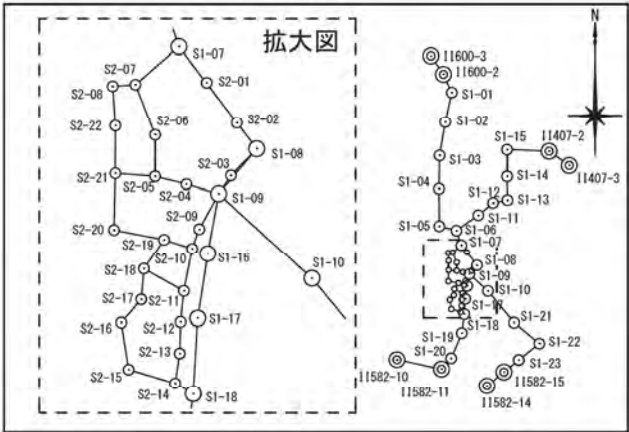 拡大図
S1-07
S2-07
S2-01
S2-08
S2-02
S2-22
S2-06
S1-08
S2-03
S2-21
S2-05
S2-04
S1-09
S2-09
S2-20
S2-19
S2-10
S1-16
S2-18
S1-10
S2-17
S2-11
S2-16
S2-12
S1-17
S2-13
S2-15
S2-14
S1-18
N
II600-3
II600-2
S1-01
S1-02
S1-15
II407-2
S1-03
S1-14
II407-3
S1-04
S1-12
S1-13
S1-11
S1-05
S1-06
S1-07
S1-08
S1-09
S1-10
S1-17
S1-18
S1-21
S1-19
S1-22
S1-20
S1-23
II582-10
II582-11
II582-15
II582-14